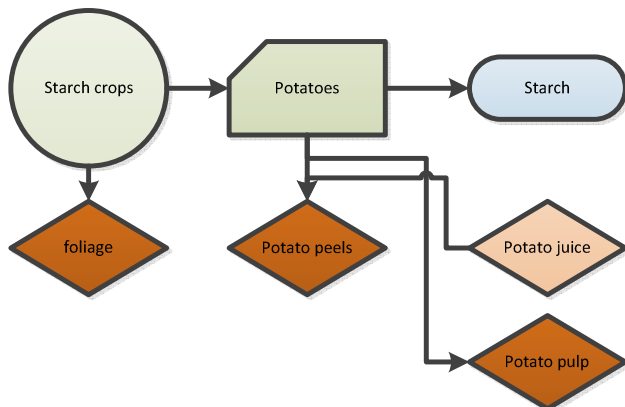 Starch crops
Potatoes
Starch
foliage
Potato peels
Potato juice
Potato pulp